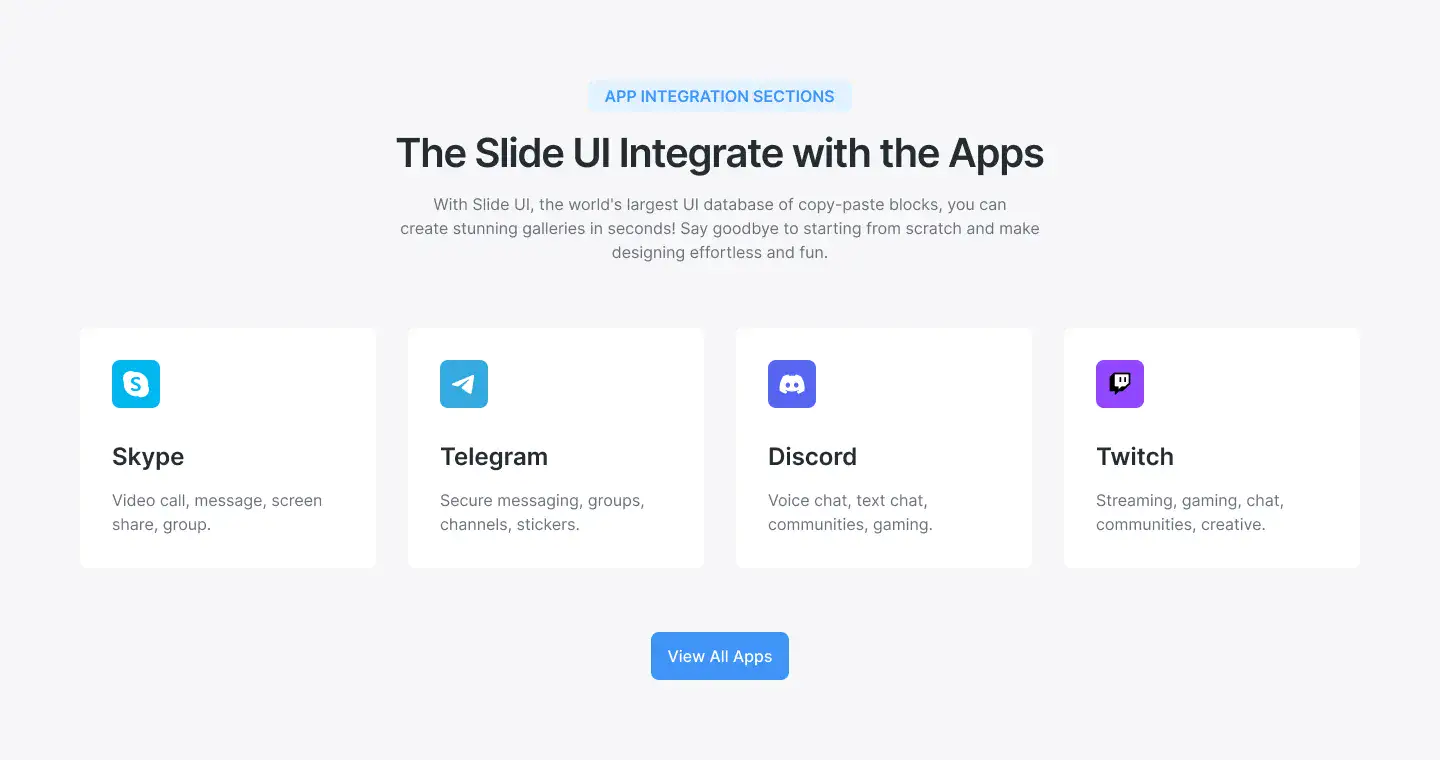 APP INTEGRATION SECTIONS
The Slide UI Integrate with the Apps
With Slide UI, the world's largest UI database of copy-paste blocks, you can
create stunning galleries in seconds! Say goodbye to starting from scratch and make
designing effortless and fun.
S
Skype
Video call, message, screen
share, group.
Telegram
Secure messaging, groups,
channels, stickers.
Discord
Voice chat, text chat,
communities, gaming.
Twitch
Streaming, gaming, chat,
communities, creative.
View All Apps